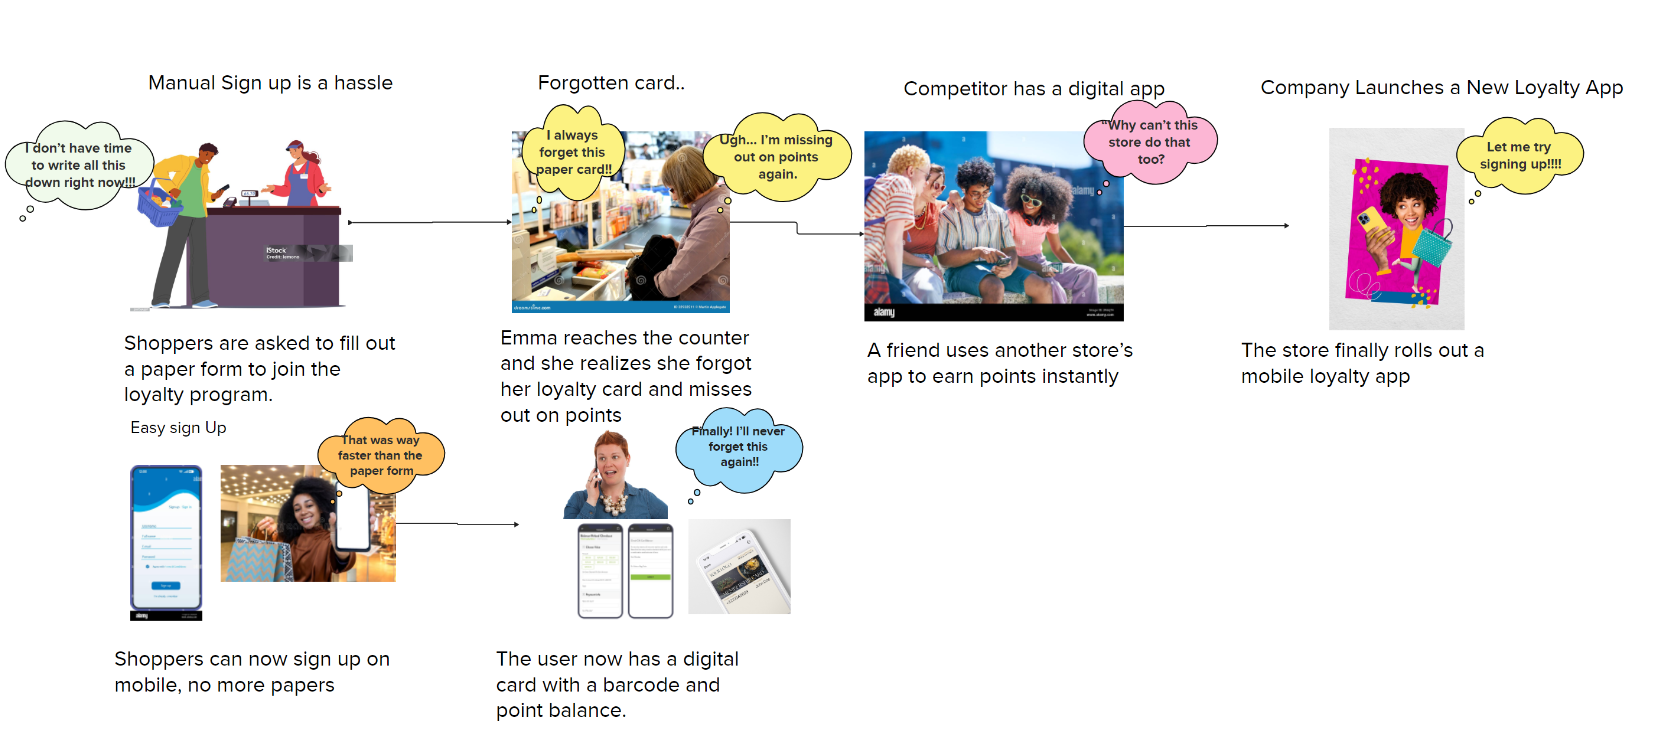 Manual Sign up is a hassle
Forgotten card..
Competitor has a digital app
Company Launches a New Loyalty App
I don't have time
to write all this
down right now!!!
I always
forget this
paper card!!
Ugh... I'm missing
out on points
again.
"Why can't this
store do that
too?
Let me try
signing up!!!!
iStock
alamy
alamy
Shoppers are asked to fill out
a paper form to join the
loyalty program.
Emma reaches the counter
and she realizes she forgot
her loyalty card and misses
out on points
A friend uses another store's
app to earn points instantly
The store finally rolls out a
mobile loyalty app
Easy sign Up
That was way
faster than the
paper form
Finally! I'll never
forget this
again!!
alamy
Shoppers can now sign up on
mobile, no more papers
The user now has a digital
card with a barcode and
point balance.